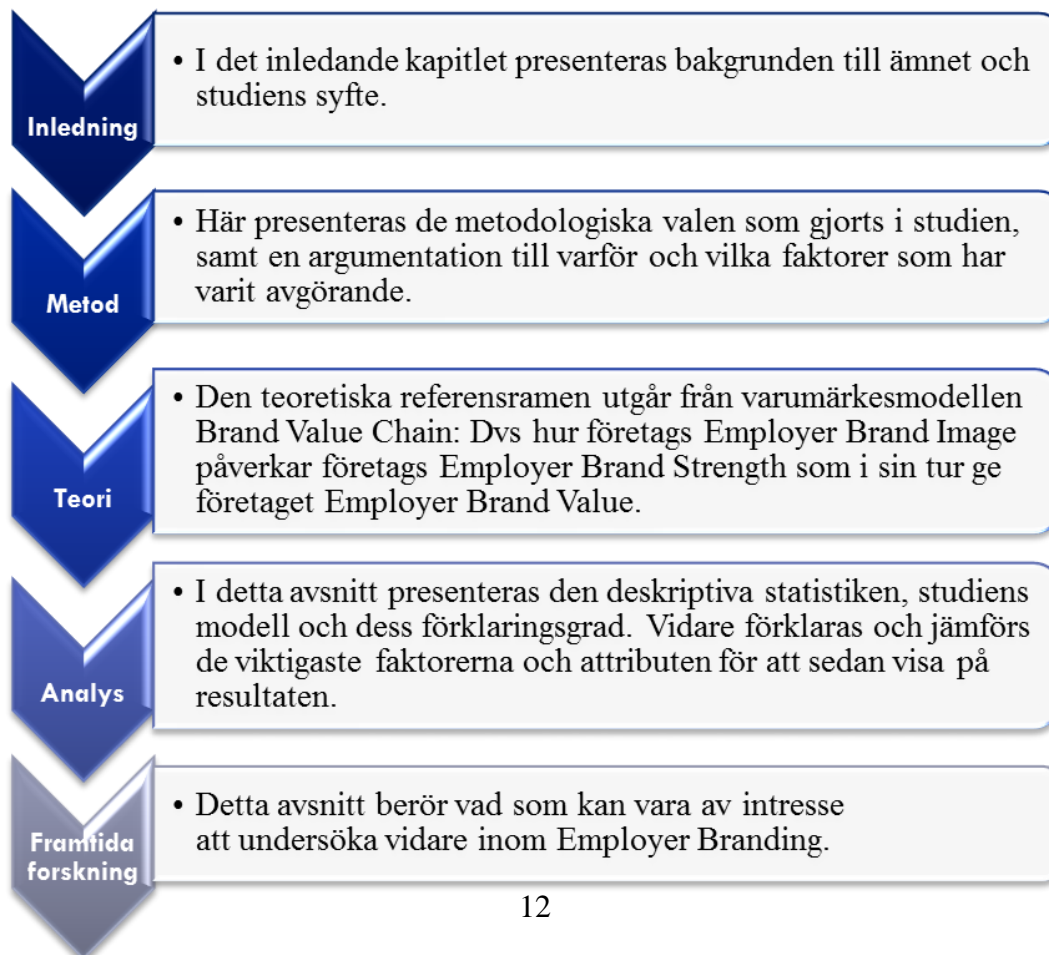 Inledning
• I det inledande kapitlet presenteras bakgrunden till ämnet och
studiens syfte.
Metod
• Här presenteras de metodologiska valen som gjorts i studien,
samt en argumentation till varför och vilka faktorer som har
varit avgörande.
Teori
• Den teoretiska referensramen utgår från varumärkesmodellen
Brand Value Chain: Dvs hur företags Employer Brand Image
påverkar företags Employer Brand Strength som i sin tur ge
företaget Employer Brand Value.
Analys
• I detta avsnitt presenteras den deskriptiva statistiken, studiens
modell och dess förklaringsgrad. Vidare förklaras och jämförs
de viktigaste faktorerna och attributen för att sedan visa på
resultaten.
Framtida
forskning
• Detta avsnitt berör vad som kan vara av intresse
att undersöka vidare inom Employer Branding.
12